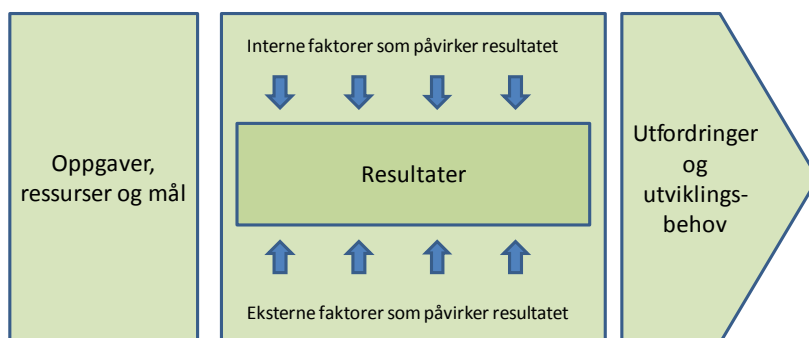 Oppgaver,
ressurser og mål
Interne faktorer som påvirker resultatet
Resultater
Eksterne faktorer som påvirker resultatet
Utfordringer
og
utviklings-
behov